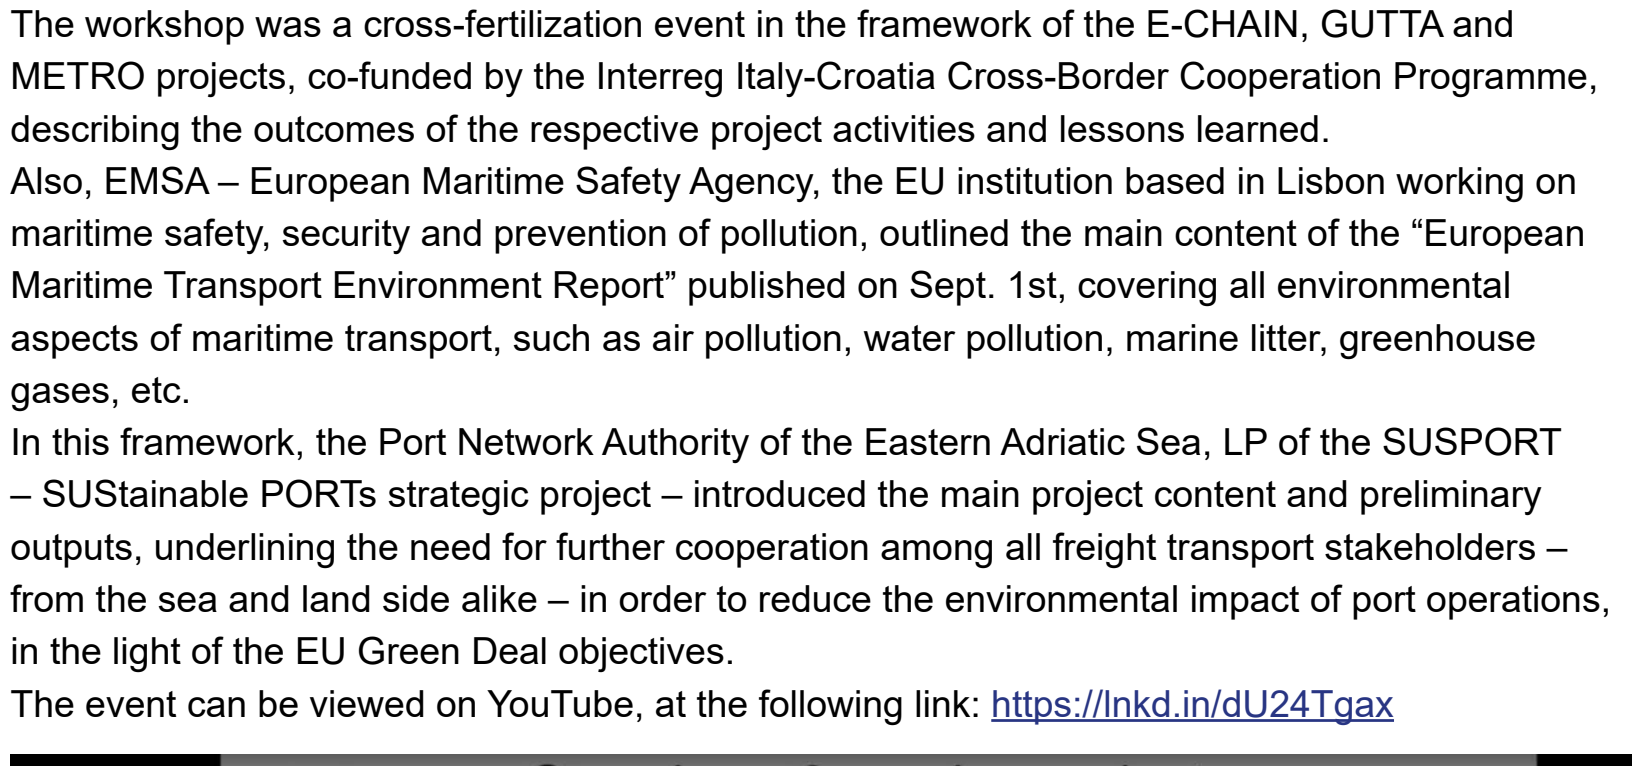 The workshop was a cross-fertilization event in the framework of the E-CHAIN, GUTTA and
METRO projects, co-funded by the Interreg Italy-Croatia Cross-Border Cooperation Programme,
describing the outcomes of the respective project activities and lessons learned.
Also, EMSA – European Maritime Safety Agency, the EU institution based in Lisbon working on
maritime safety, security and prevention of pollution, outlined the main content of the “European
Maritime Transport Environment Report” published on Sept. 1st, covering all environmental
aspects of maritime transport, such as air pollution, water pollution, marine litter, greenhouse
gases, etc.
In this framework, the Port Network Authority of the Eastern Adriatic Sea, LP of the SUSPORT
– SUStainable PORTs strategic project – introduced the main project content and preliminary
outputs, underlining the need for further cooperation among all freight transport stakeholders –
from the sea and land side alike – in order to reduce the environmental impact of port operations,
in the light of the EU Green Deal objectives.
The event can be viewed on YouTube, at the following link: https://lnkd.in/dU24Tgax